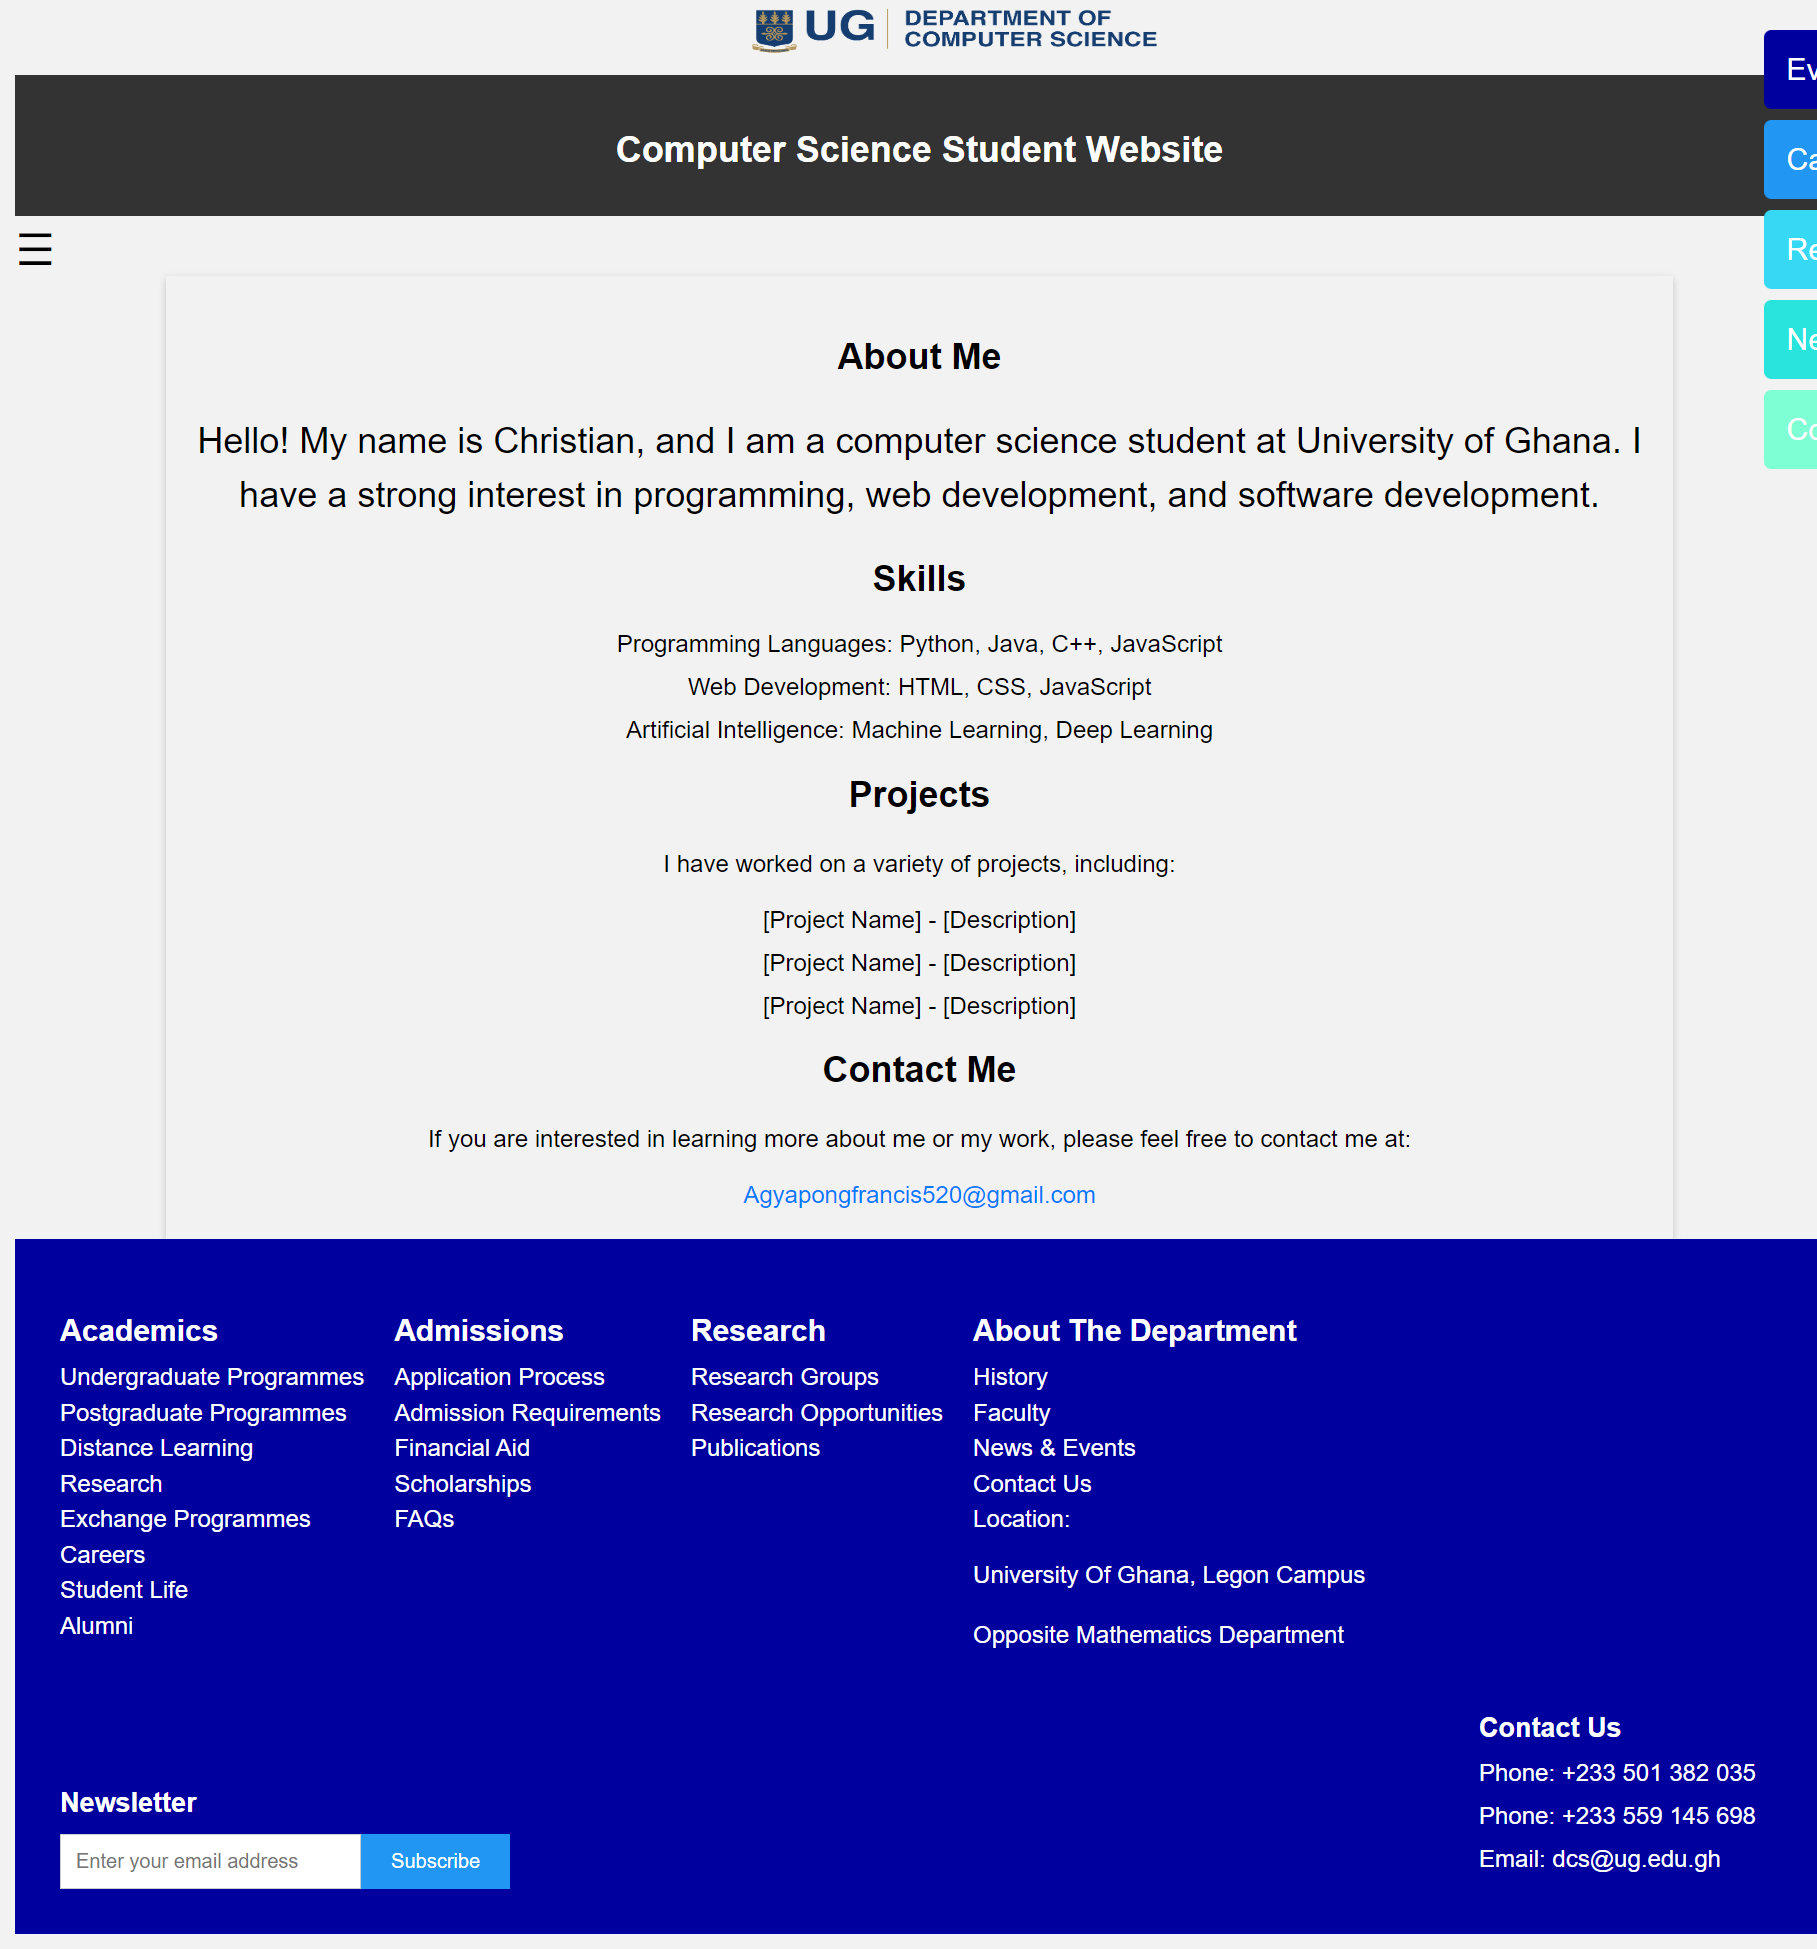 UG
DEPARTMENT OF
COMPUTER SCIENCE
Computer Science Student Website
Ev
Ca
Re
Ne
Co
About Me
Hello! My name is Christian, and I am a computer science student at University of Ghana. I
have a strong interest in programming, web development, and software development.
Skills
Programming Languages: Python, Java, C++, JavaScript
Web Development: HTML, CSS, JavaScript
Artificial Intelligence: Machine Learning, Deep Learning
Projects
I have worked on a variety of projects, including:
[Project Name] - [Description]
[Project Name] - [Description]
[Project Name] - [Description]
Contact Me
If you are interested in learning more about me or my work, please feel free to contact me at:
Agyapongfrancis520@gmail.com
Academics
Undergraduate Programmes
Postgraduate Programmes
Distance Learning
Research
Exchange Programmes
Careers
Student Life
Alumni
Admissions
Application Process
Admission Requirements
Financial Aid
Scholarships
FAQs
Research
Research Groups
Research Opportunities
Publications
About The Department
History
Faculty
News & Events
Contact Us
Location:
University Of Ghana, Legon Campus
Opposite Mathematics Department
Newsletter
Enter your email address
Subscribe
Contact Us
Phone: +233 501 382 035
Phone: +233 559 145 698
Email: dcs@ug.edu.gh